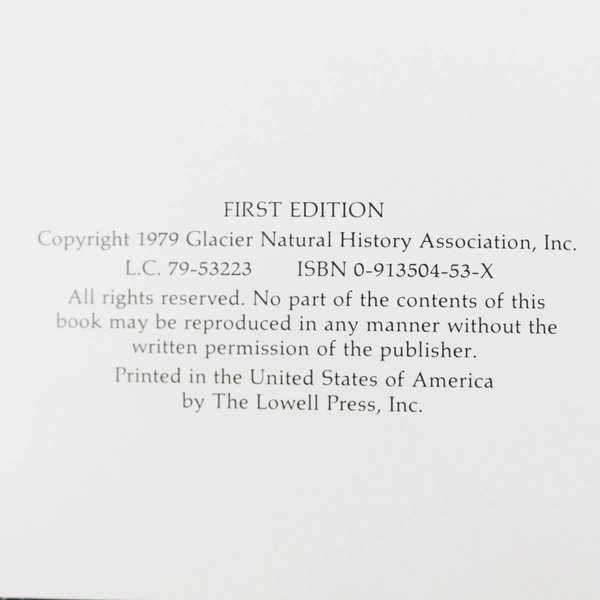 FIRST EDITION
Copyright 1979 Glacier Natural History Association, Inc.
L.C. 79-53223 ISBN 0-913504-53-X
All rights reserved. No part of the contents of this
book may be reproduced in any manner without the
written permission of the publisher.
Printed in the United States of America
by The Lowell Press, Inc.